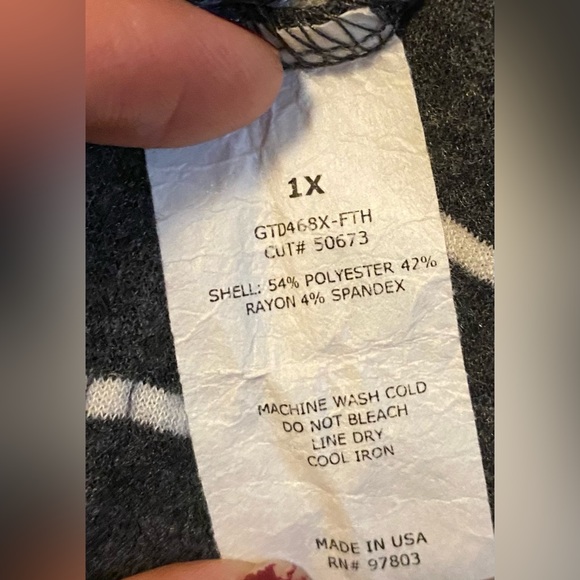 1X
GTD468X-FTH
CUT# 50673
SHELL: 54% POLYESTER 42%
RAYON 4% SPANDEX
MACHINE WASH COLD
DO NOT BLEACH
LINE DRY
COOL IRON
MADE IN USA
RN# 97803